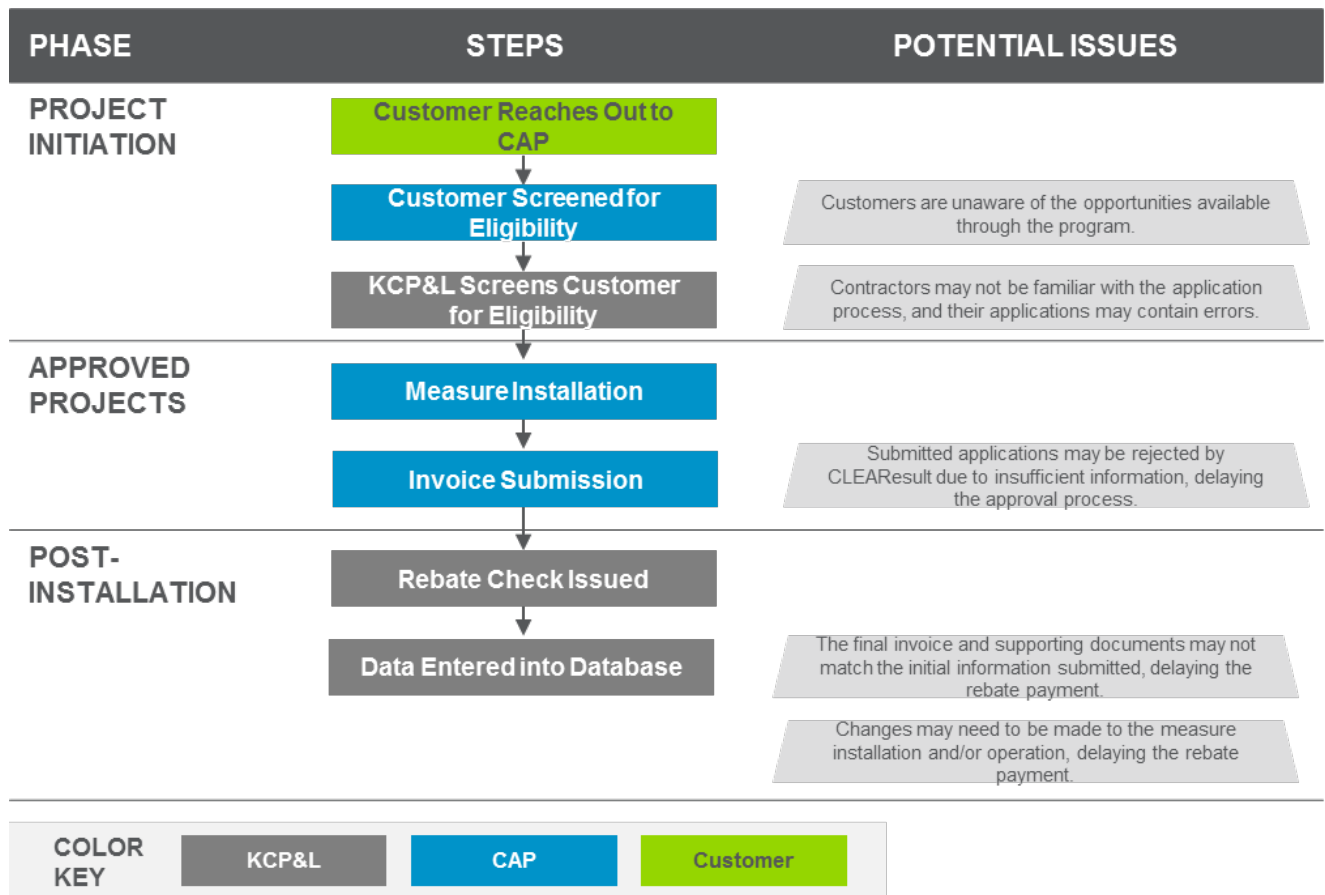 PHASE
STEPS
POTENTIAL ISSUES
PROJECT
INITIATION
Customer Reaches Out to
CAP
Customer Screened for
Eligibility
Customers are unaware of the opportunities available
through the program.
KCP&L Screens Customer
for Eligibility
Contractors may not be familiar with the application
process, and their applications may contain errors.
APPROVED
PROJECTS
Measure Installation
Invoice Submission
Submitted applications may be rejected by
CLEAResult due to insufficient information, delaying
the approval process.
POST-
INSTALLATION
Rebate Check Issued
Data Entered into Database
The final invoice and supporting documents may not
match the initial information submitted, delaying the
rebate payment.
Changes may need to be made to the measure
installation and/or operation, delaying the rebate
payment.
COLOR
KEY
KCP&L
CAP
Customer